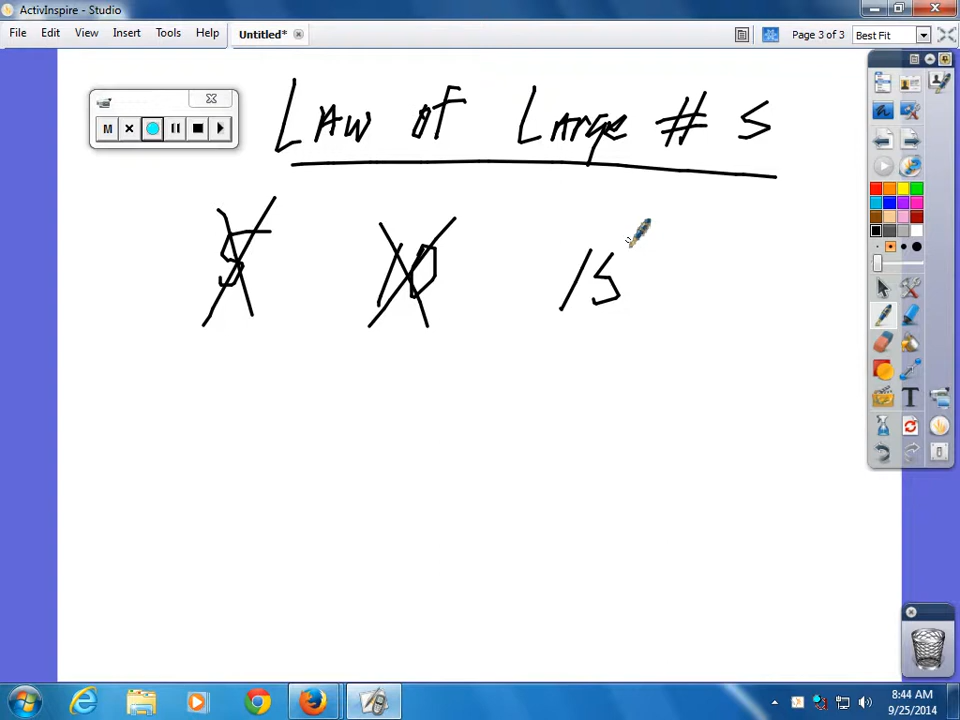 ActivInspire - Studio
File Edit View Insert Tools Help Untitled* Page 3 of 3 Best Fit
M
LAW OF LARGE # S
5 10 15
T
8:44 AM
9/25/2014